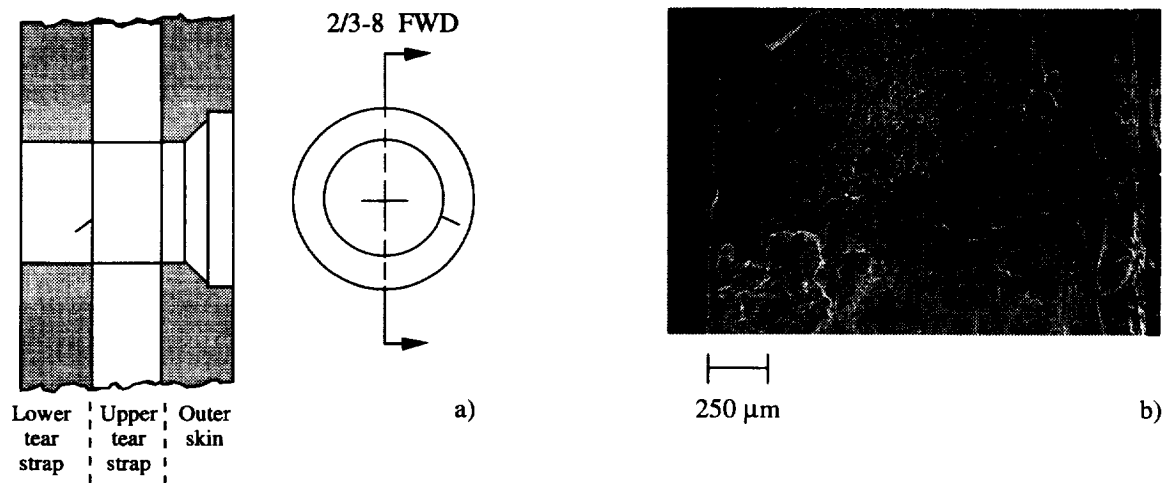 2/3-8 FWD
Lower
tear
strap
Upper
tear
strap
Outer
skin
a)
250 μm
b)